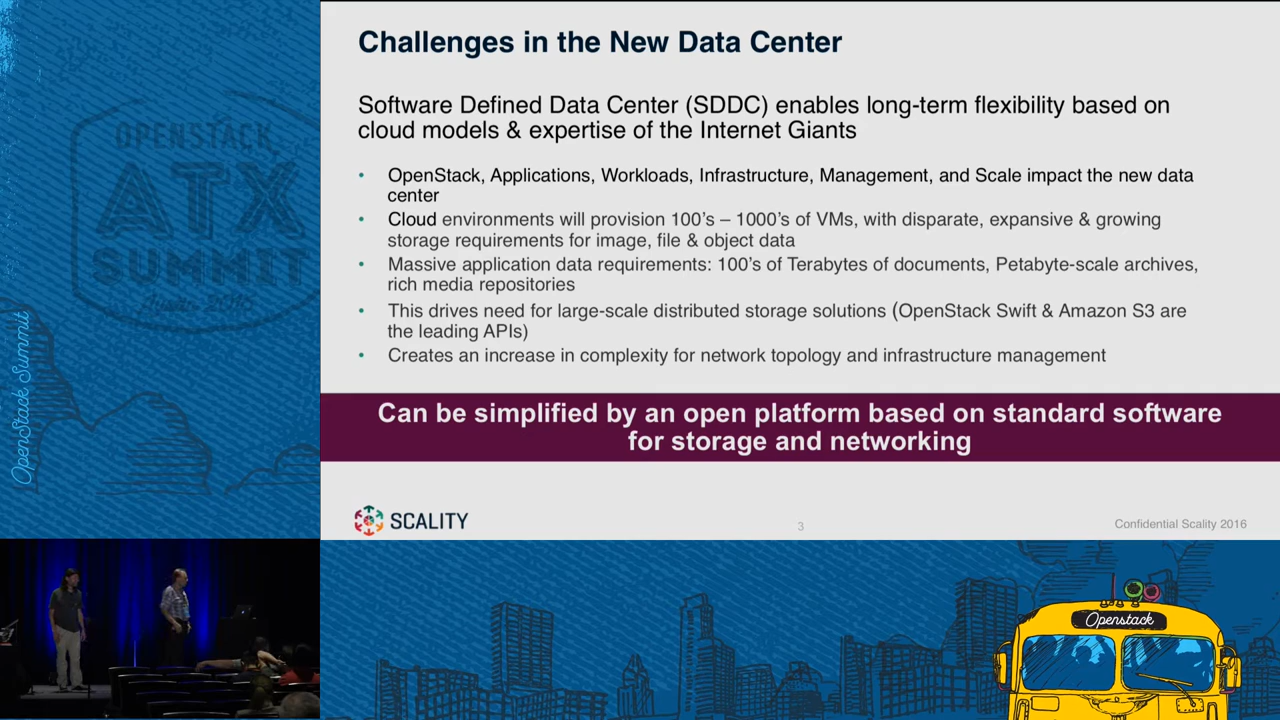 Challenges in the New Data Center
Software Defined Data Center (SDDC) enables long-term flexibility based on
cloud models & expertise of the Internet Giants
• OpenStack, Applications, Workloads, Infrastructure, Management, and Scale impact the new data
center
• Cloud environments will provision 100's – 1000's of VMs, with disparate, expansive & growing
storage requirements for image, file & object data
• Massive application data requirements: 100's of Terabytes of documents, Petabyte-scale archives,
rich media repositories
• This drives need for large-scale distributed storage solutions (OpenStack Swift & Amazon S3 are
the leading APIs)
• Creates an increase in complexity for network topology and infrastructure management
Can be simplified by an open platform based on standard software
for storage and networking
SCALITY
3
Confidential Scality 2016
OPENSTACK
ATX
SUMMIT
Austin 2016
OpenStack Summit
Openstack